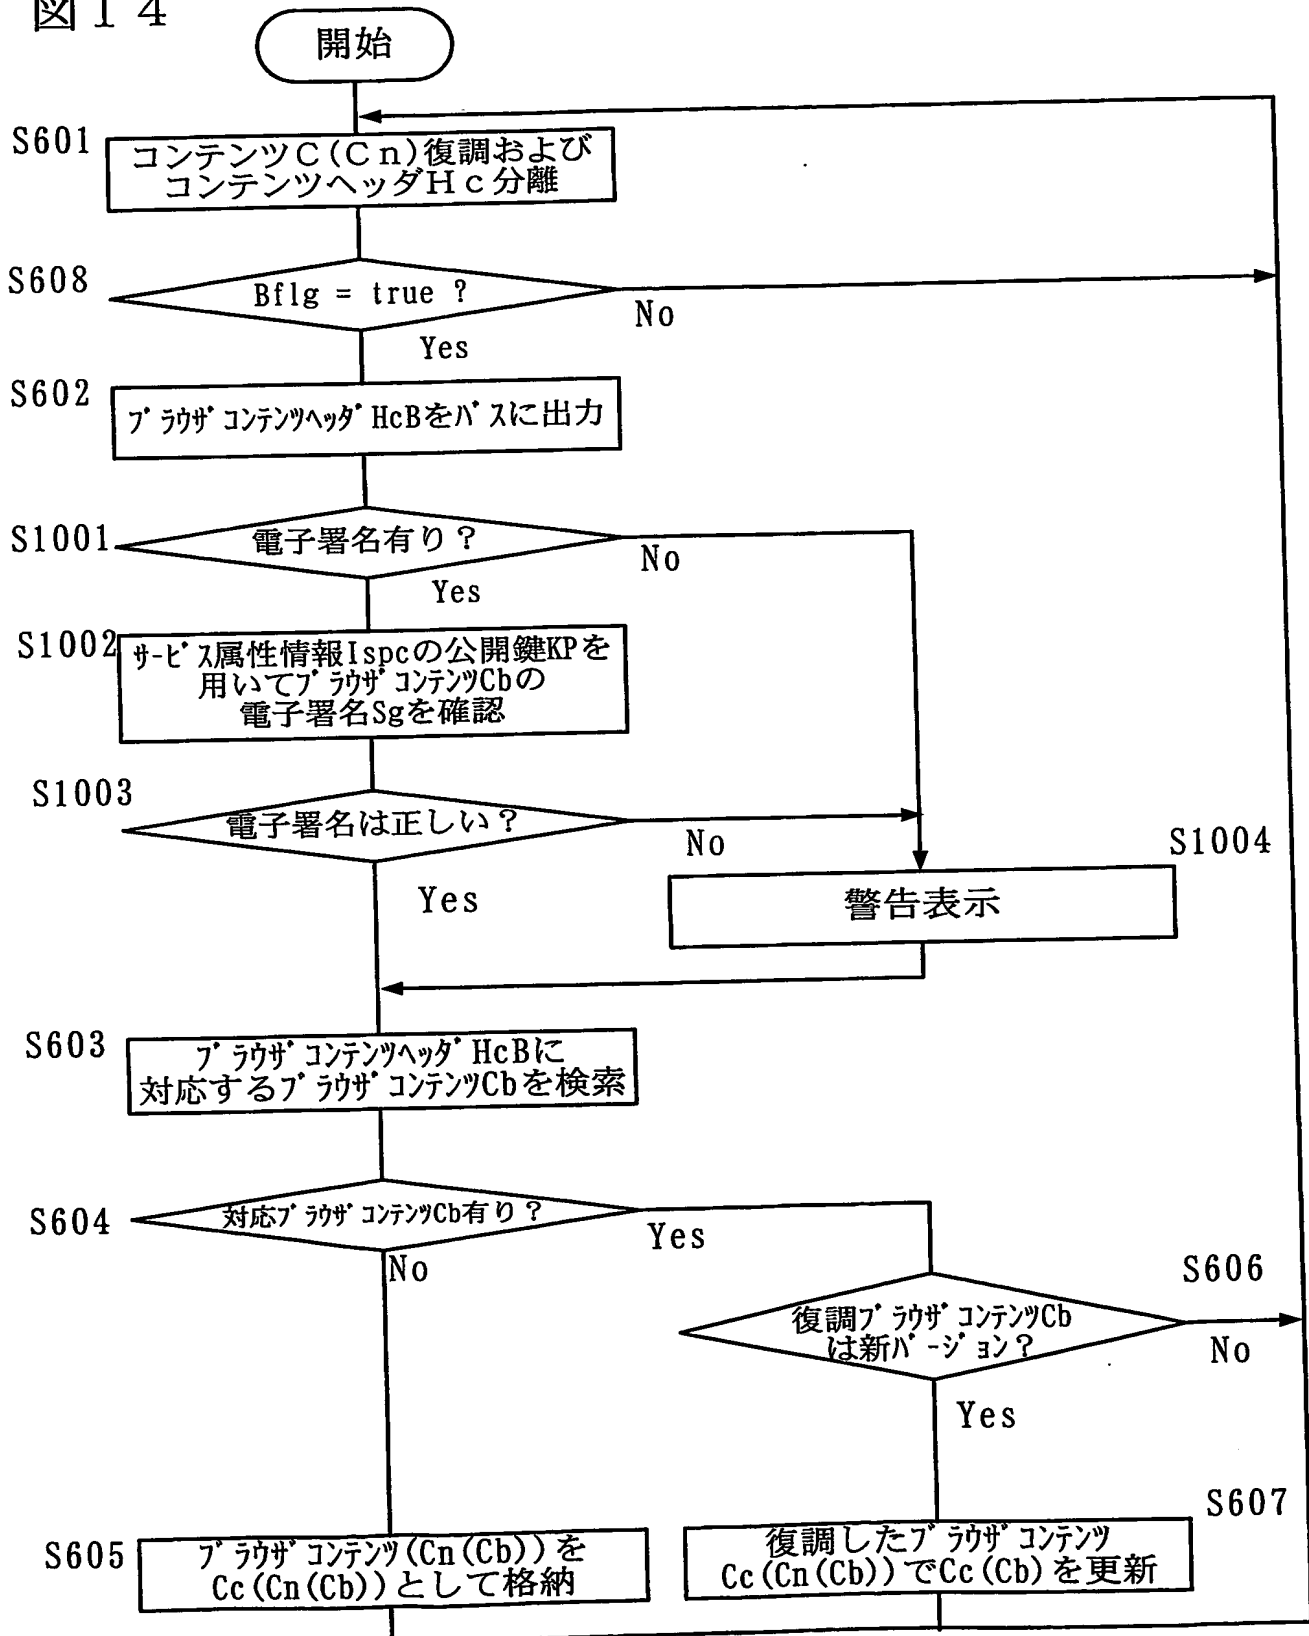 図14
開始
S601
コンテンツC(Cn)復調および
コンテンツヘッダHc分離
S608
Bflg = true ?
No
Yes
S602
ﾌﾞﾗｳｻﾞｺﾝﾃﾝﾂﾍｯﾀﾞHcBをﾊﾞｽに出力
S1001
電子署名有り？
No
Yes
S1002
ｻｰﾋﾞｽ属性情報Ispcの公開鍵KPを
用いてﾌﾞﾗｳｻﾞｺﾝﾃﾝﾂCbの
電子署名Sgを確認
S1003
電子署名は正しい？
No
Yes
S1004
警告表示
S603
ﾌﾞﾗｳｻﾞｺﾝﾃﾝﾂﾍｯﾀﾞHcBに
対応するﾌﾞﾗｳｻﾞｺﾝﾃﾝﾂCbを検索
S604
対応ﾌﾞﾗｳｻﾞｺﾝﾃﾝﾂCb有り？
Yes
No
S606
復調ﾌﾞﾗｳｻﾞｺﾝﾃﾝﾂCb
は新ﾊﾞｰｼﾞｮﾝ？
No
Yes
S605
ﾌﾞﾗｳｻﾞｺﾝﾃﾝﾂ(Cn(Cb))を
Cc(Cn(Cb))として格納
S607
復調したﾌﾞﾗｳｻﾞｺﾝﾃﾝﾂ
Cc(Cn(Cb))でCc(Cb)を更新